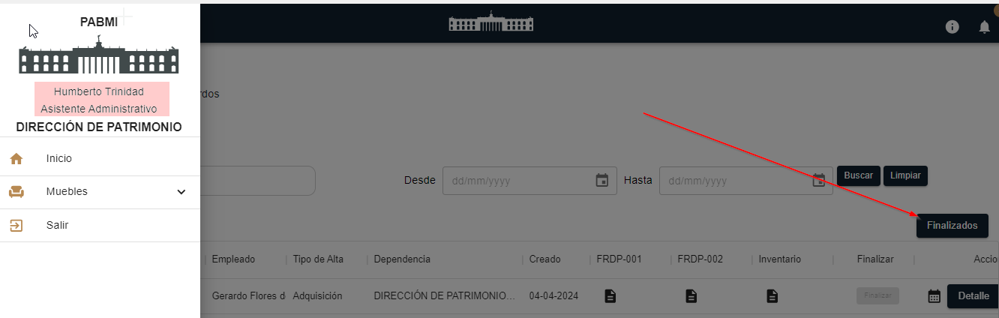 PABMI
Humberto Trinidad
Asistente Administrativo
DIRECCIÓN DE PATRIMONIO
Inicio
Muebles
Salir
rdos
Desde dd/mm/yyyy Hasta dd/mm/yyyy Buscar Limpiar
Finalizados
Empleado Tipo de Alta Dependencia Creado FRDP-001 FRDP-002 Inventario Finalizar Accio
Gerardo Flores d Adquisición DIRECCIÓN DE PATRIMONIO... 04-04-2024 Finalizar Detalle